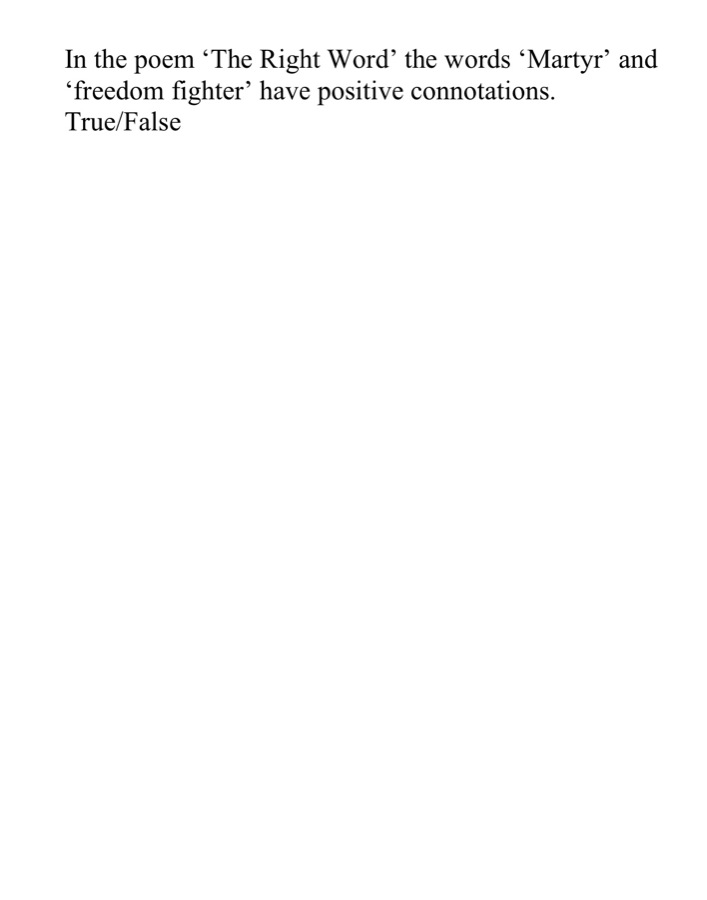 In the poem ‘The Right Word’ the words ‘Martyr’ and
‘freedom fighter’ have positive connotations.
True/False